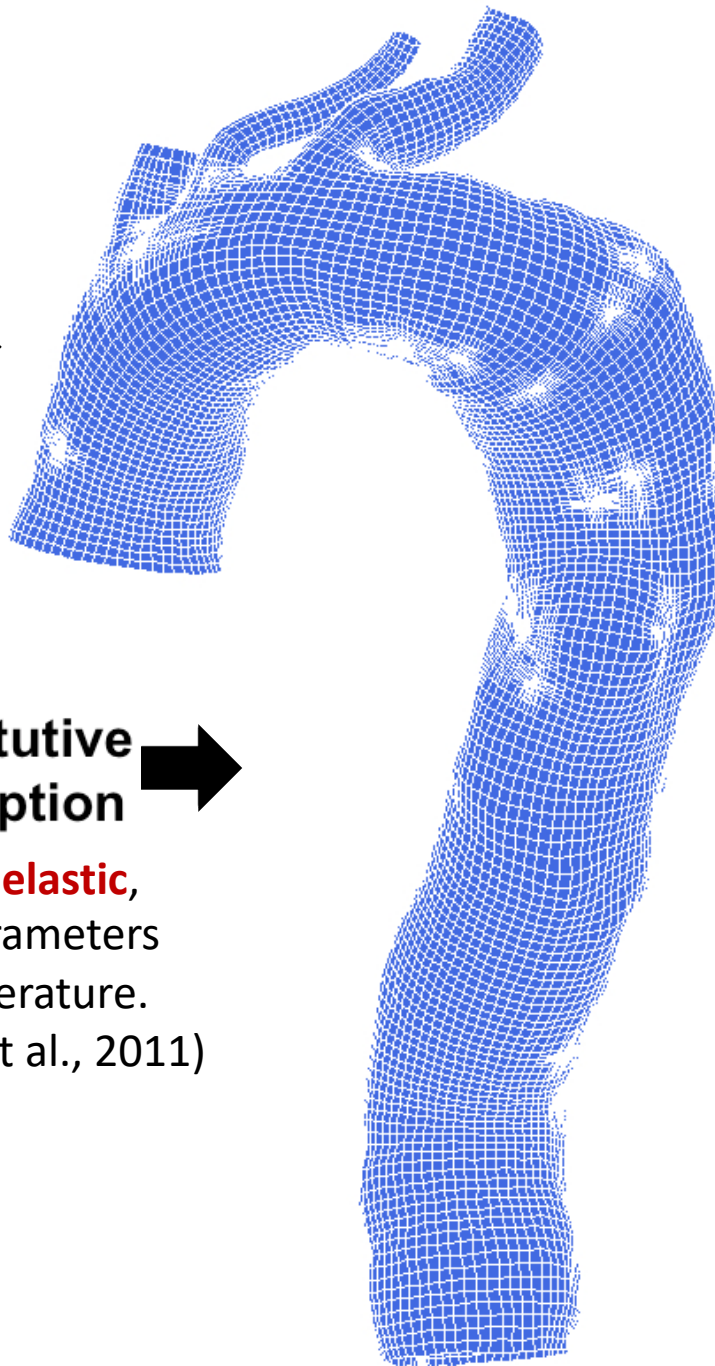 tutive
ption
elastic,
rameters
erature.
t al., 2011)